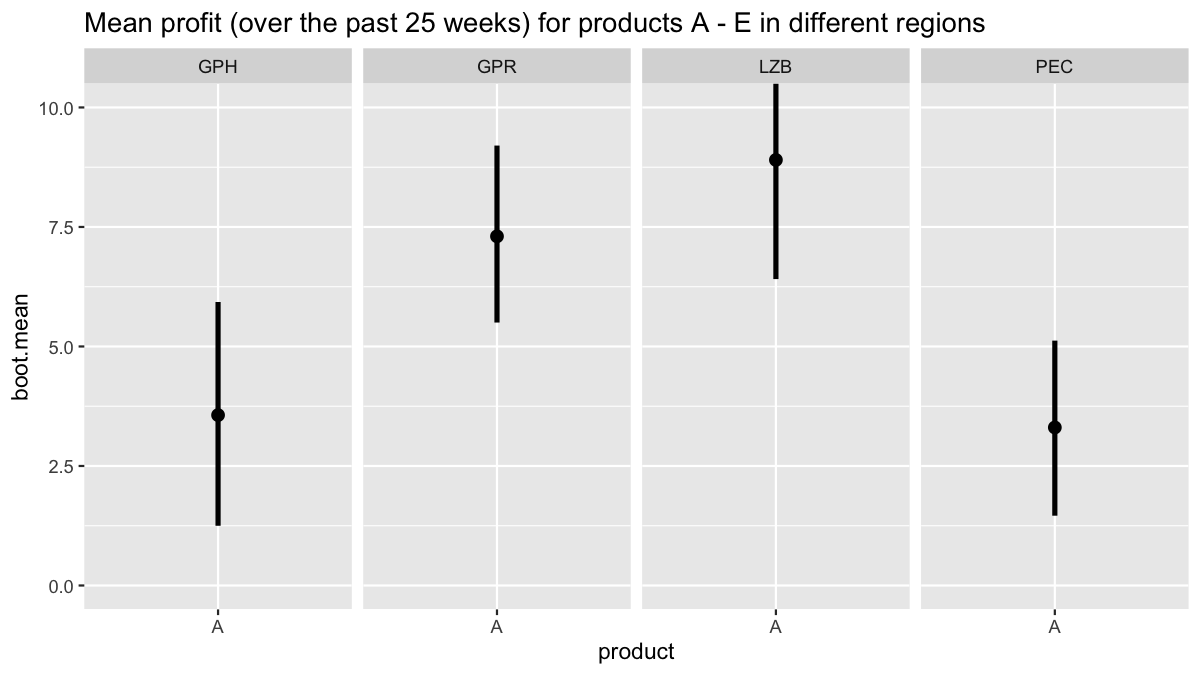 Mean profit (over the past 25 weeks) for products A - E in different regions
GPH
GPR
LZB
PEC
10.0
7.5
5.0
2.5
0.0
boot.mean
A
A
A
A
product